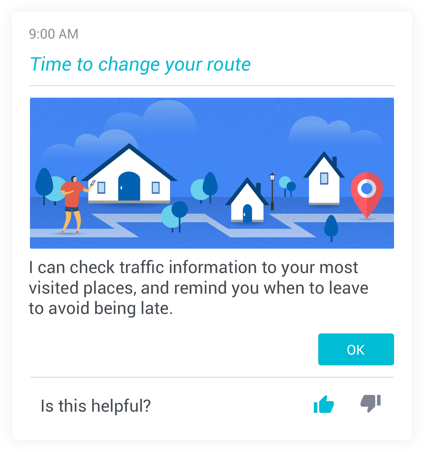 9:00 AM
Time to change your route
I can check traffic information to your most
visited places, and remind you when to leave
to avoid being late.
OK
Is this helpful?